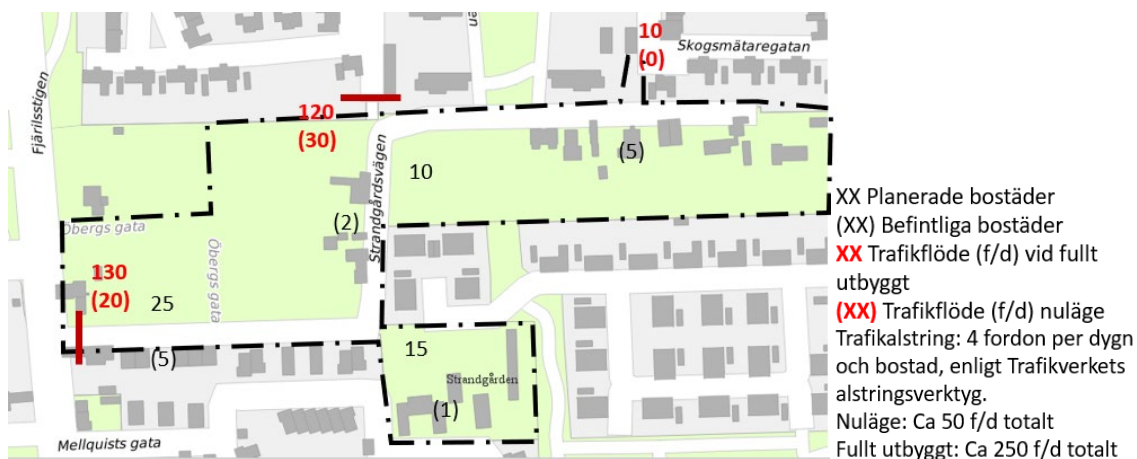 10
(0)
Skogsmätaregatan
Fjärilsstigen
120
(30)
Strandgårdsvägen
10
(5)
(2)
Öbergs gata
Öbergs gata
130
(20)
25
(5)
15
Strandgården
(1)
Mellquists gata
XX Planerade bostäder
(XX) Befintliga bostäder
XX Trafikflöde (f/d) vid fullt
utbyggt
(XX) Trafikflöde (f/d) nuläge
Trafikalstring: 4 fordon per dygn
och bostad, enligt Trafikverkets
alstringsverktyg.
Nuläge: Ca 50 f/d totalt
Fullt utbyggt: Ca 250 f/d totalt